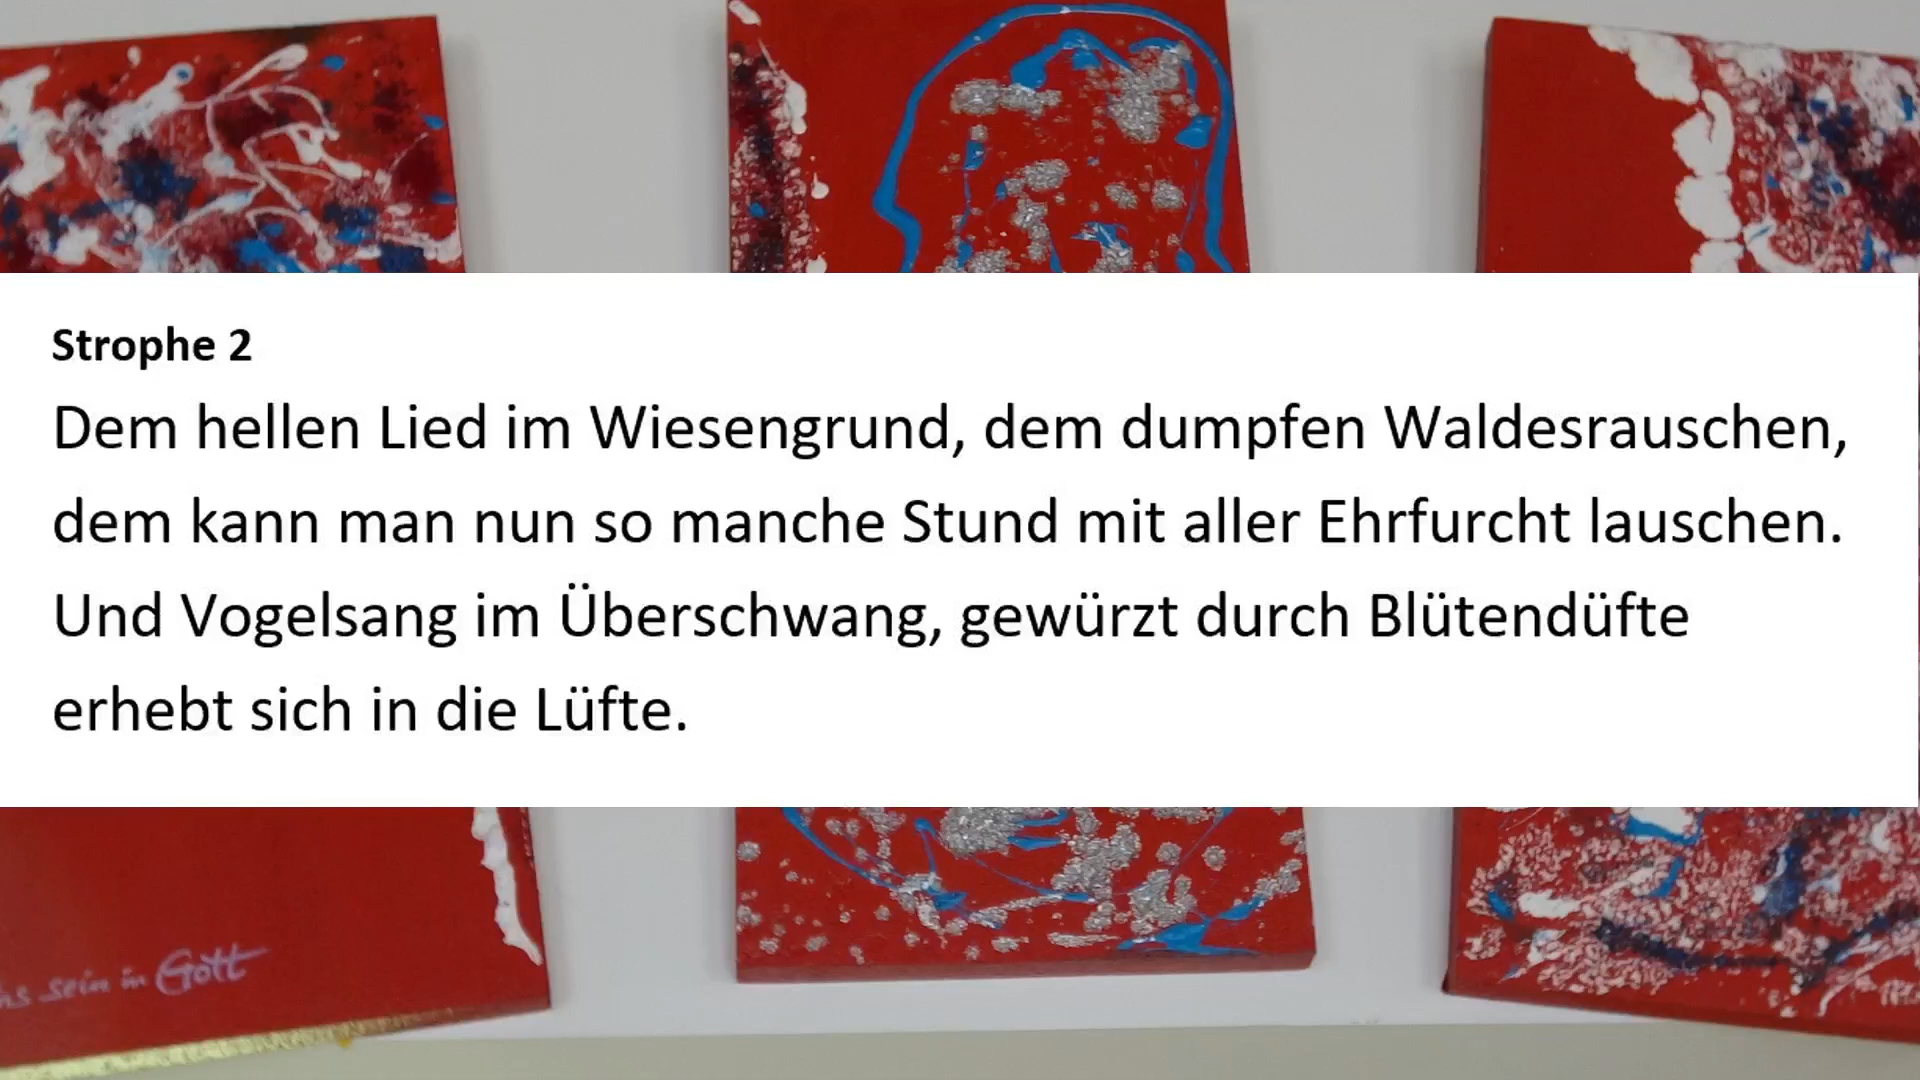 Strophe 2
Dem hellen Lied im Wiesengrund, dem dumpfen Waldesrauschen,
dem kann man nun so manche Stund mit aller Ehrfurcht lauschen.
Und Vogelsang im Überschwang, gewürzt durch Blütendüfte
erhebt sich in die Lüfte.
sein in Gott